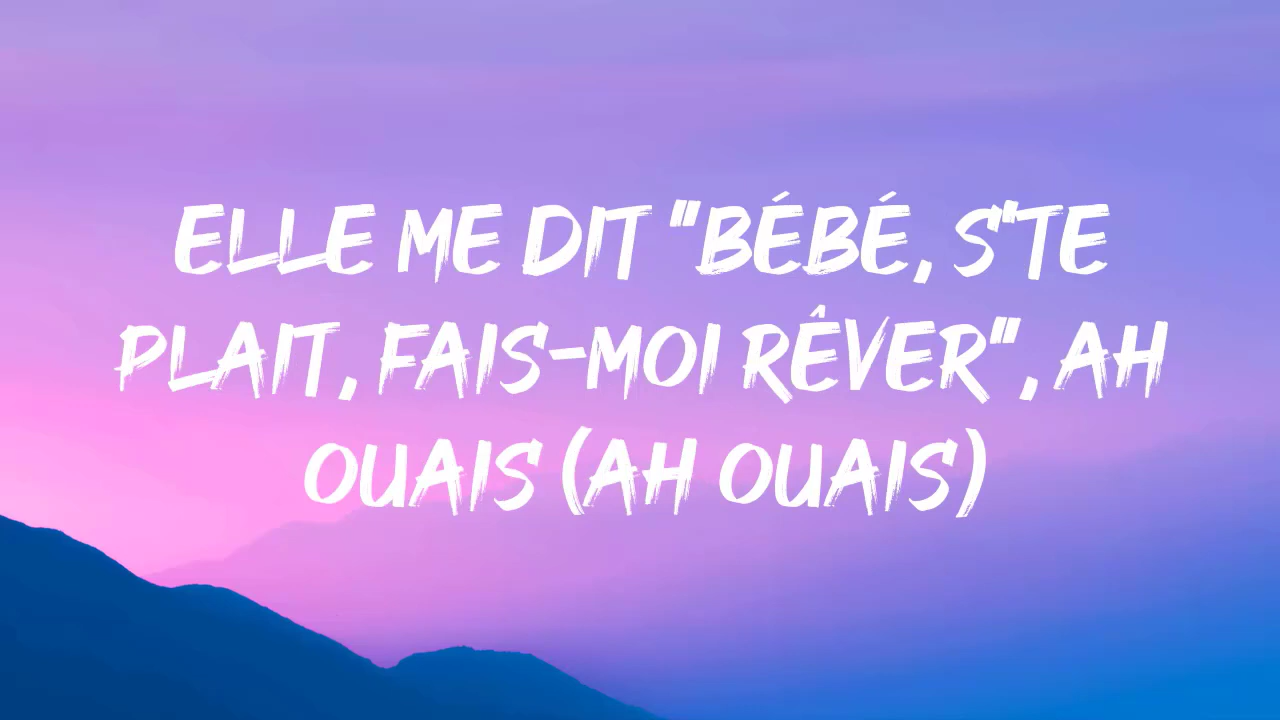 ELLE ME DIT "BÉBÉ, S'TE
PLAIT, FAIS-MOI RÊVER", AH
OUAIS (AH OUAIS)